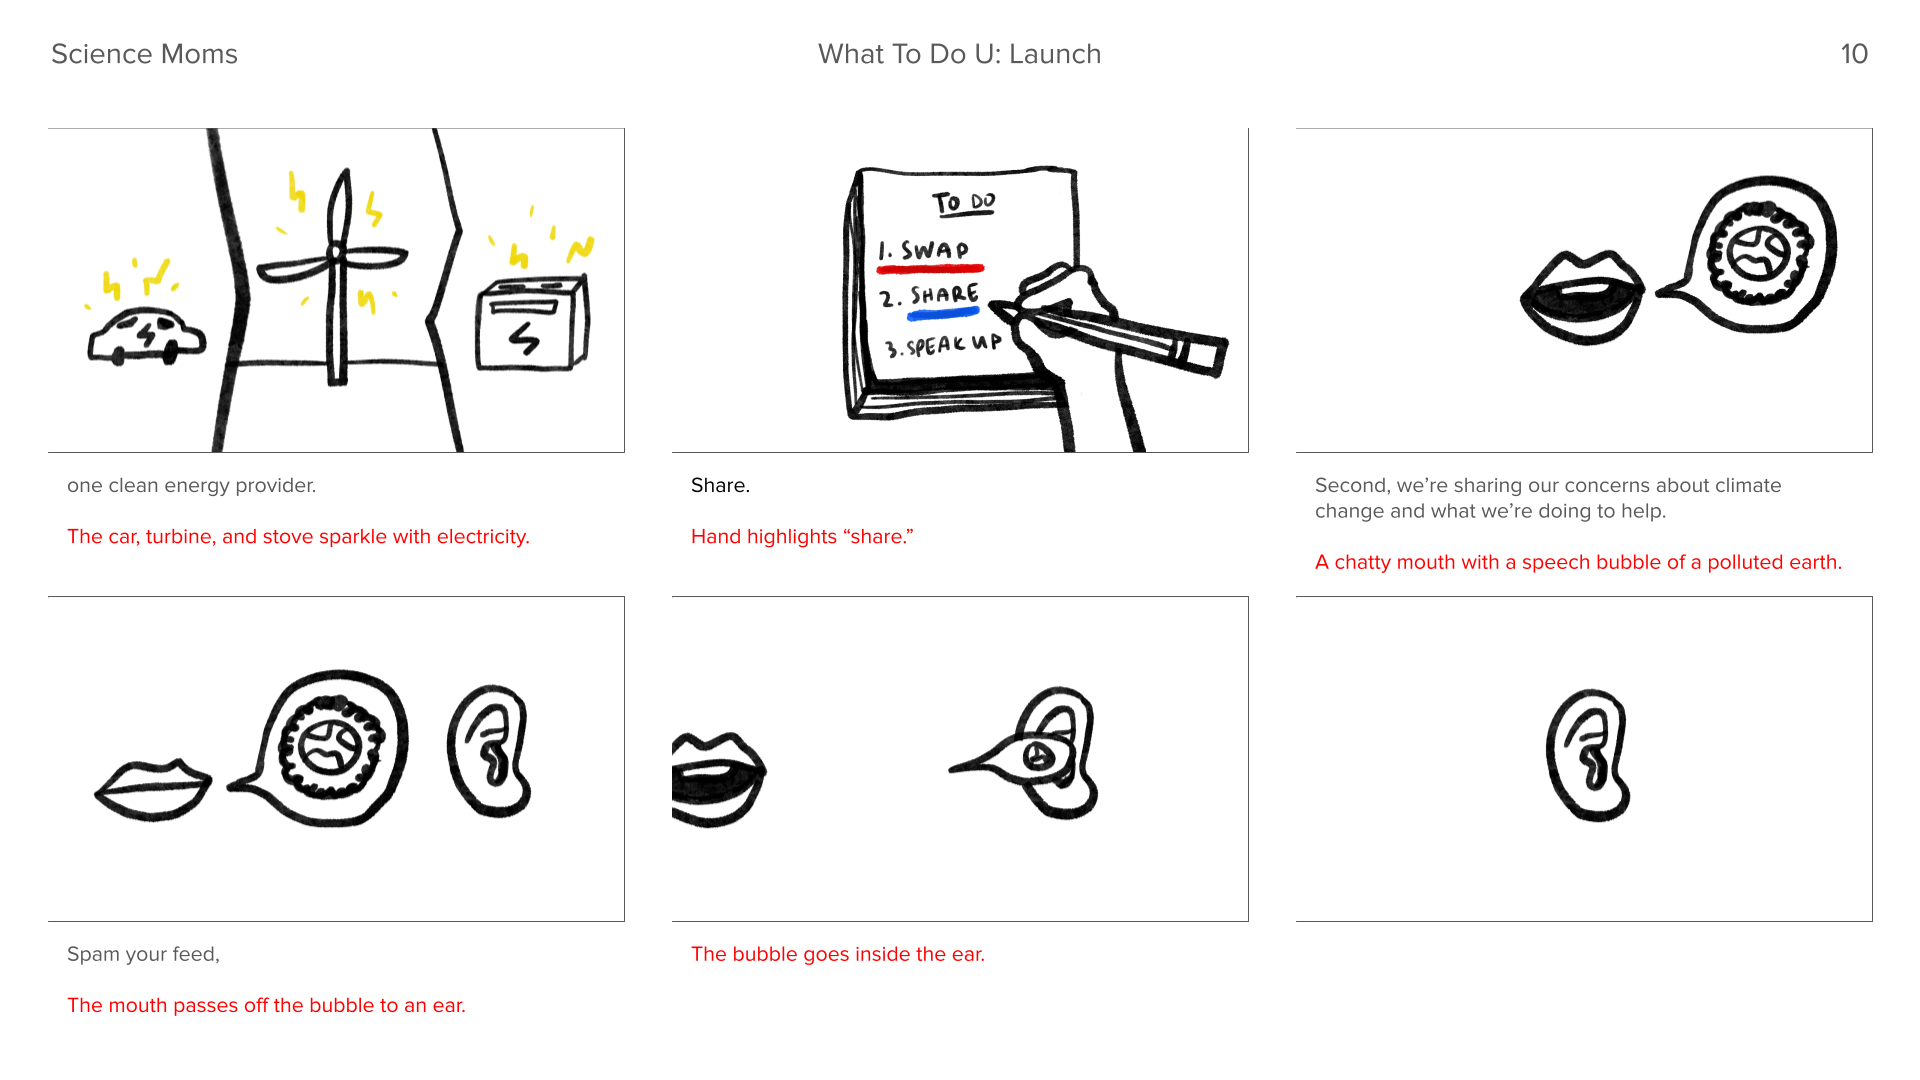 Science Moms
What To Do U: Launch
10
TO DO
1. SWAP
2. SHARE
3. SPEAK UP
one clean energy provider.
The car, turbine, and stove sparkle with electricity.
Share.
Hand highlights “share.”
Second, we’re sharing our concerns about climate
change and what we’re doing to help.
A chatty mouth with a speech bubble of a polluted earth.
Spam your feed,
The mouth passes off the bubble to an ear.
The bubble goes inside the ear.